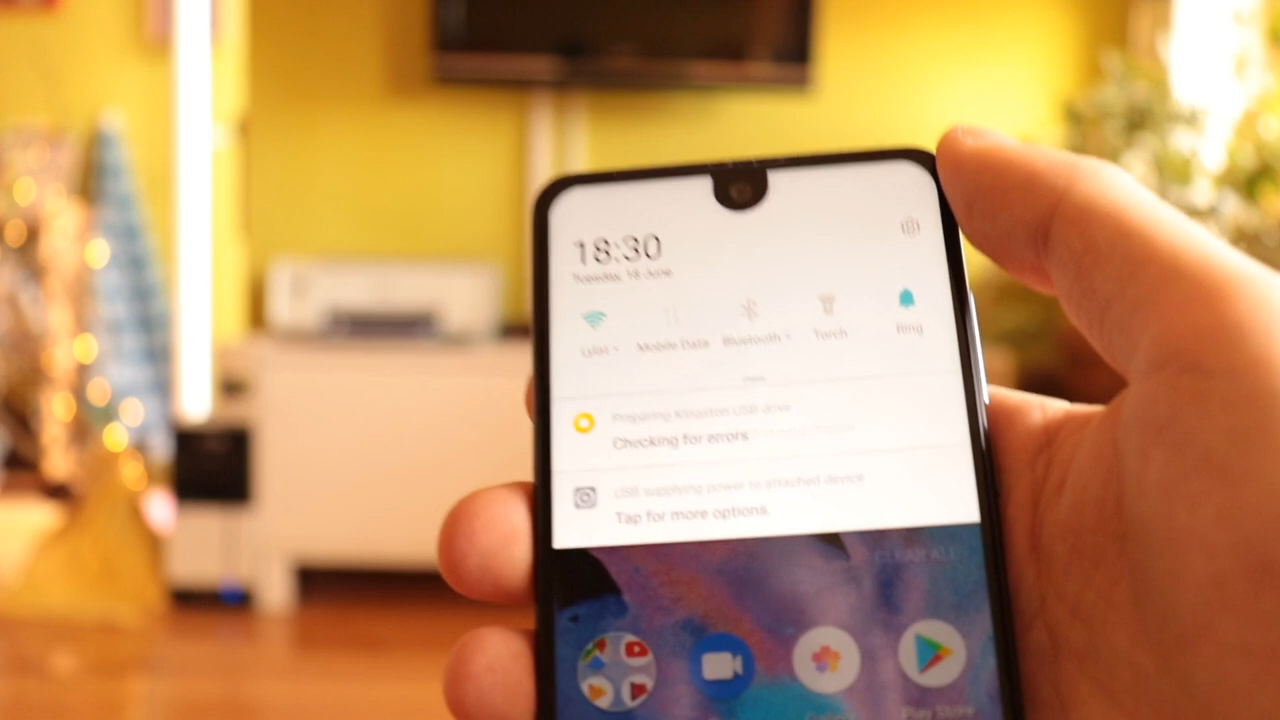 18:30
Tuesday, 18 June
Mobile Data
Bluetooth
Torch
Ring
Preparing Kingston USB drive
Checking for errors
USB supplying power to attached device
Tap for more options.
CLEAR ALL
Play Store